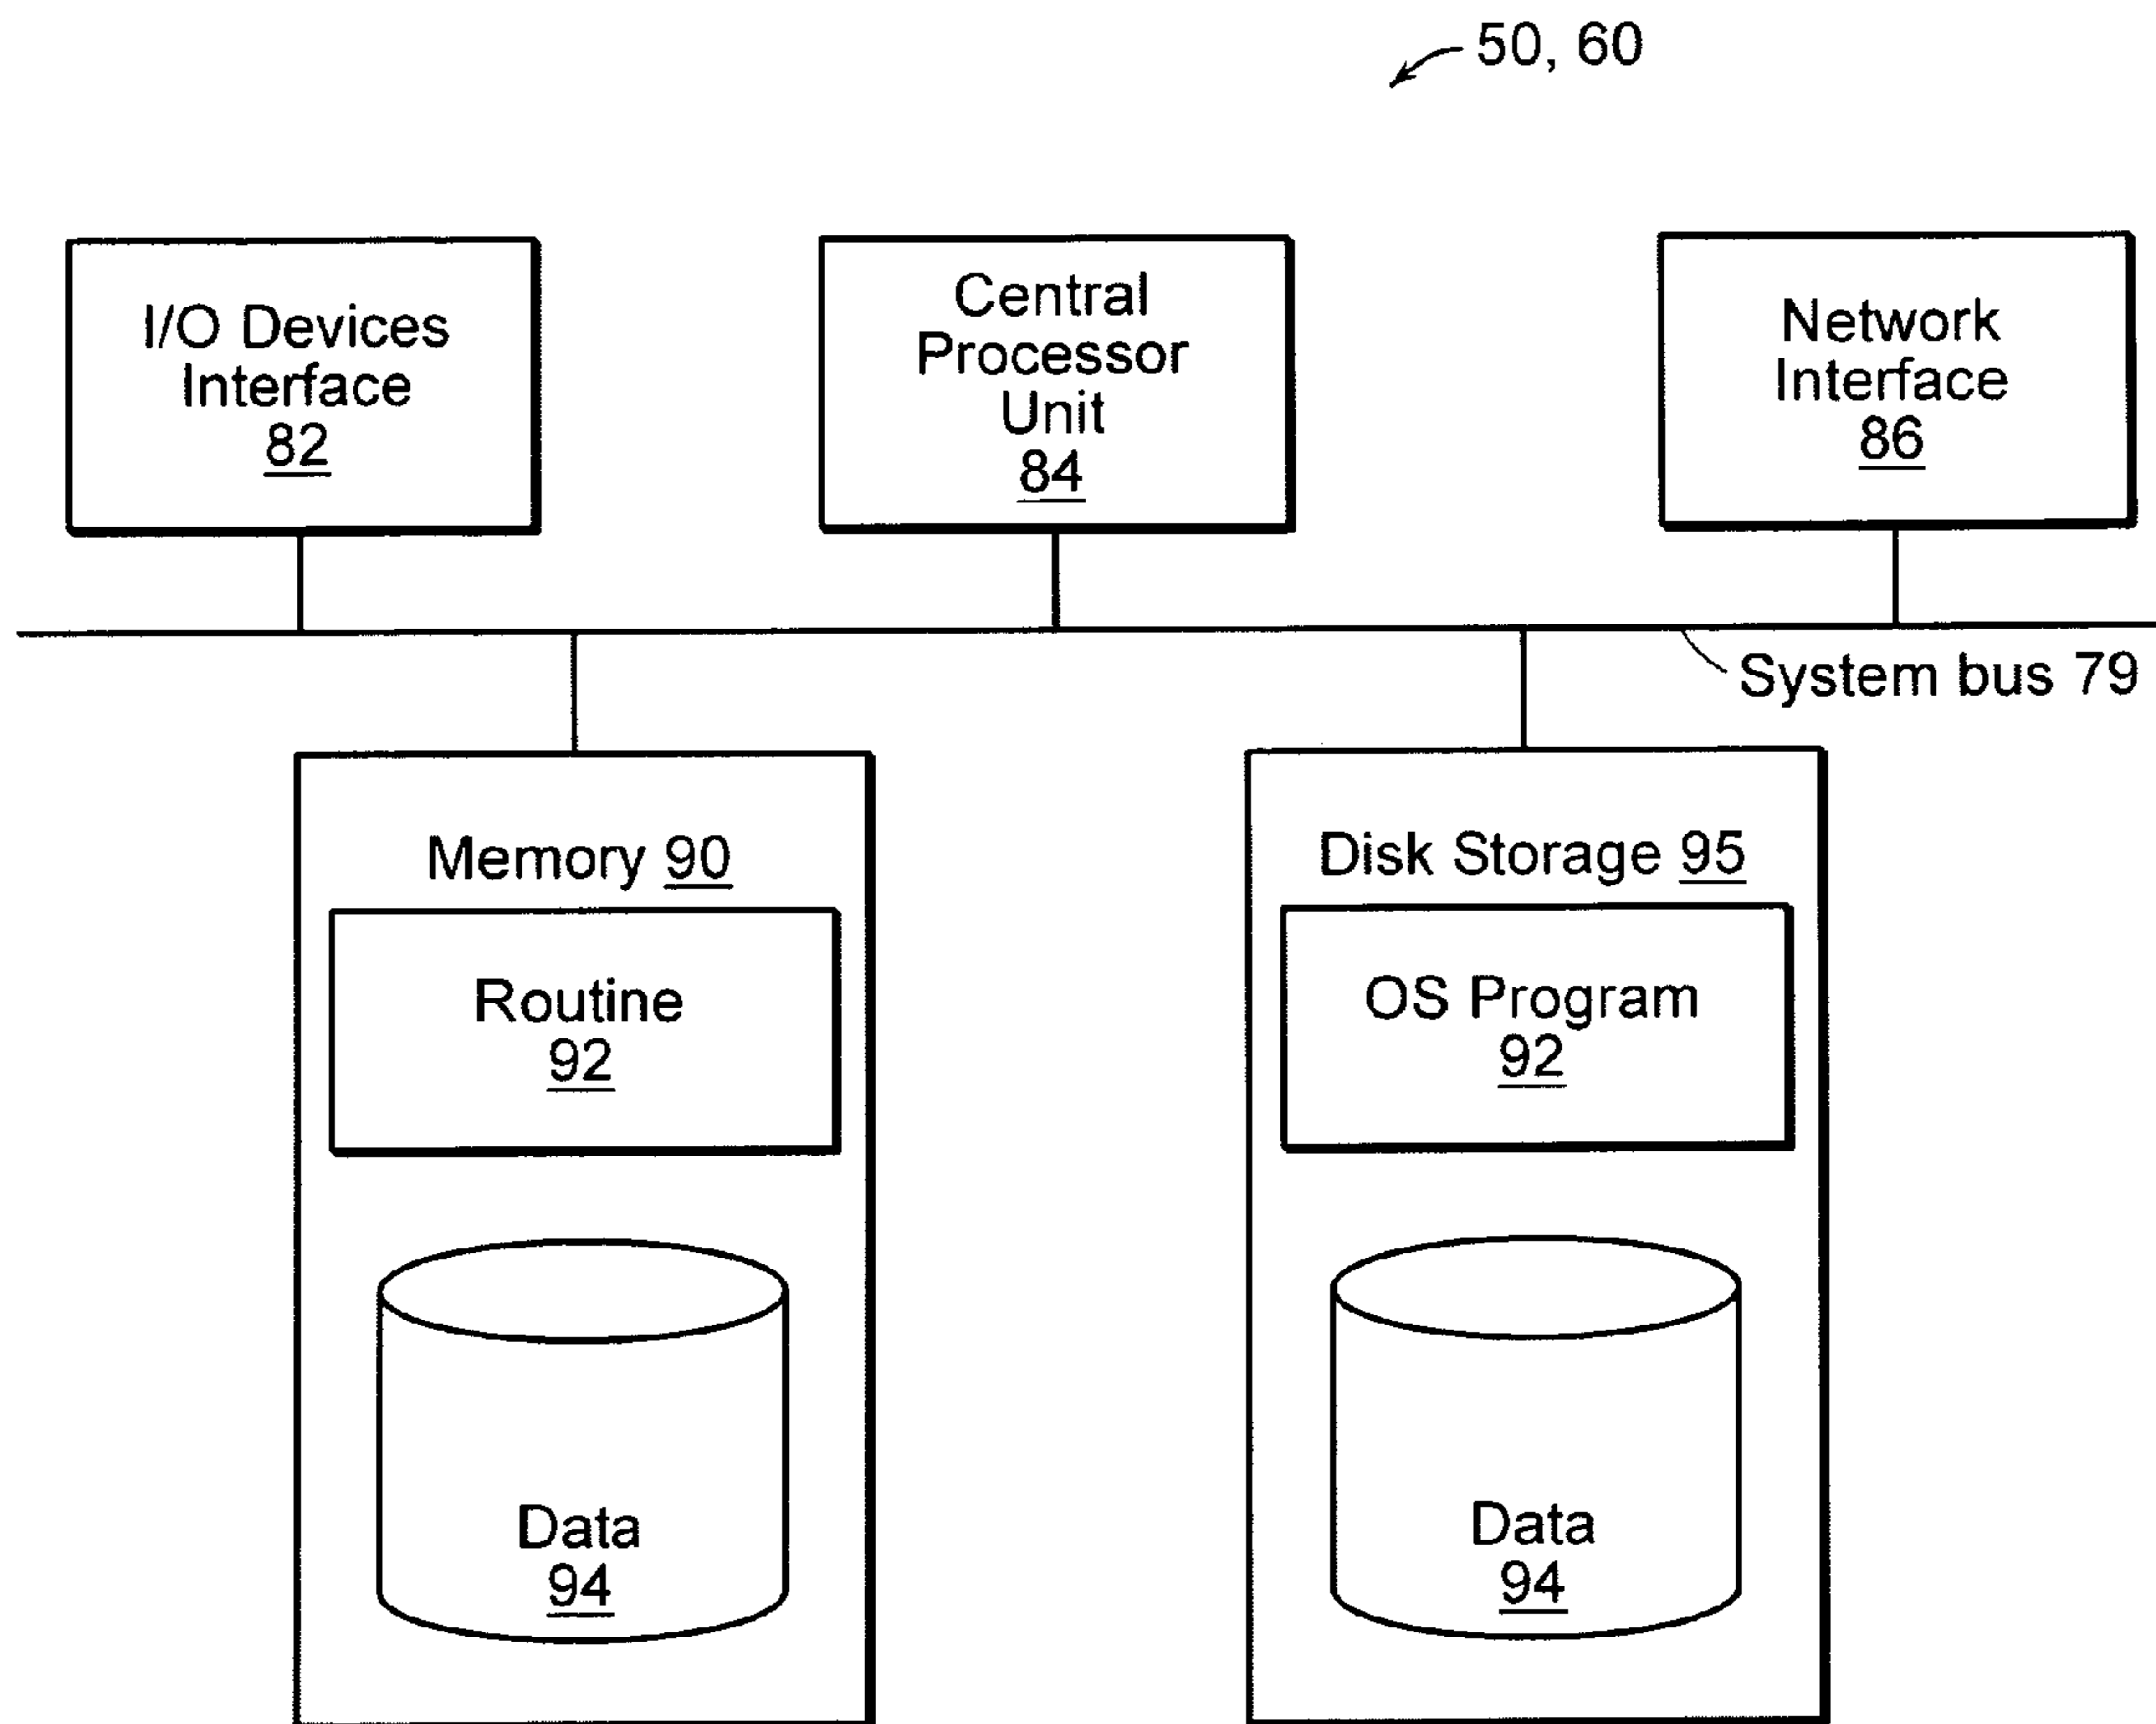 50, 60
I/O Devices
Interface
82
Central
Processor
Unit
84
Network
Interface
86
System bus 79
Memory 90
Routine
92
Data
94
Disk Storage 95
OS Program
92
Data
94